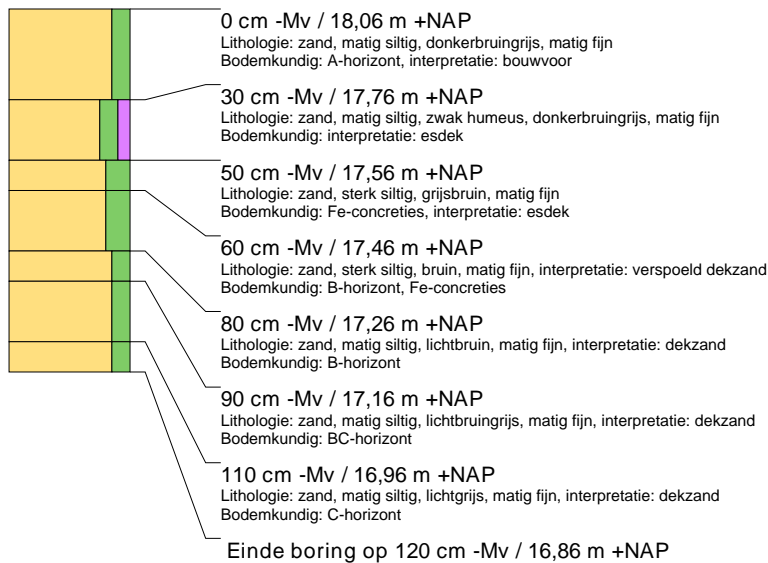 0 cm -Mv / 18,06 m +NAP
Lithologie: zand, matig siltig, donkerbruingrijs, matig fijn
Bodemkundig: A-horizont, interpretatie: bouwvoor
30 cm -Mv / 17,76 m +NAP
Lithologie: zand, matig siltig, zwak humeus, donkerbruingrijs, matig fijn
Bodemkundig: interpretatie: esdek
50 cm -Mv / 17,56 m +NAP
Lithologie: zand, sterk siltig, grijsbruin, matig fijn
Bodemkundig: Fe-concreties, interpretatie: esdek
60 cm -Mv / 17,46 m +NAP
Lithologie: zand, sterk siltig, bruin, matig fijn, interpretatie: verspoeld dekzand
Bodemkundig: B-horizont, Fe-concreties
80 cm -Mv / 17,26 m +NAP
Lithologie: zand, matig siltig, lichtbruin, matig fijn, interpretatie: dekzand
Bodemkundig: B-horizont
90 cm -Mv / 17,16 m +NAP
Lithologie: zand, matig siltig, lichtbruingrijs, matig fijn, interpretatie: dekzand
Bodemkundig: BC-horizont
110 cm -Mv / 16,96 m +NAP
Lithologie: zand, matig siltig, lichtgrijs, matig fijn, interpretatie: dekzand
Bodemkundig: C-horizont
Einde boring op 120 cm -Mv / 16,86 m +NAP